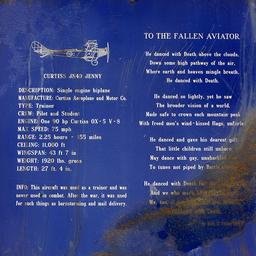 CURTISS JN4D JENNY
DESCRIPTION: Single engine biplane
MANUFACTURER: Curtiss Aeroplane and Motor Co.
TYPE: Trainer
CREW: Pilot and Student
ENGINE: One 90 hp Curtiss OX-5 V-8
MAX SPEED: 75 mph
RANGE: 2.25 hours - 155 miles
CEILING: 11,000 ft
WINGSPAN: 43 ft 7 in
WEIGHT: 1920 lbs. gross
LENGTH: 27 ft. 4 in.
INFO: This aircraft was used as a trainer and was
never used in combat. After the war, it was used
for such things as barnstorming and mail delivery.
TO THE FALLEN AVIATOR
He danced with Death above the clouds,
Down some high pathway of the air,
Where earth and heaven mingle breath,
He danced with Death.
He danced so lightly, yet he saw
The broader vision of a world,
Made safe to crown each mountain peak
With freed men's wind-kissed flags, unfurled
He danced and gave his dearest gift
That little children still unborn
May dance with gay, unshackled
To tunes not piped by Battle
He danced with Death for
And we who
We, too,